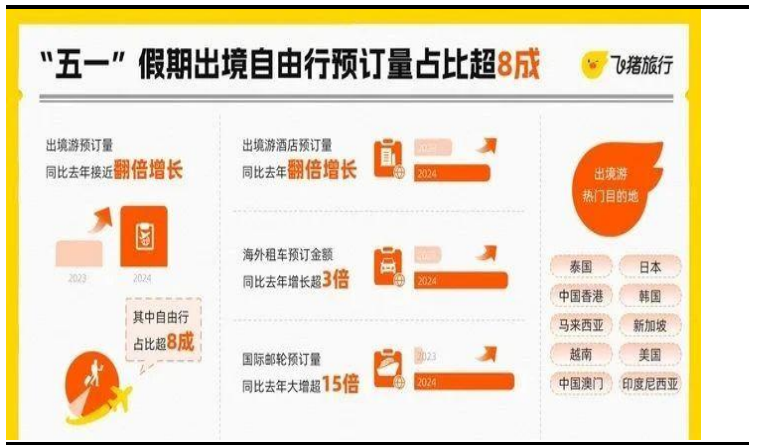 “五一”假期出境自由行预订量占比超8成
飞猪旅行
出境游预订量
同比去年接近翻倍增长
2023
2024
其中自由行
占比超8成
出境游酒店预订量
同比去年翻倍增长
2023
2024
海外租车预订金额
同比去年增长超3倍
2023
2024
国际邮轮预订量
同比去年大增超15倍
2023
2024
出境游
热门目的地
泰国 日本
中国香港 韩国
马来西亚 新加坡
越南 美国
中国澳门 印度尼西亚